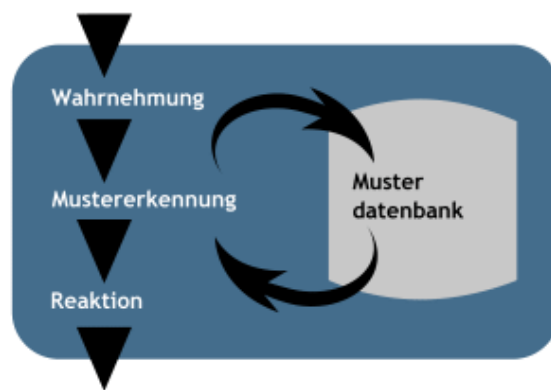 Wahrnehmung
Mustererkennung
Muster
datenbank
Reaktion